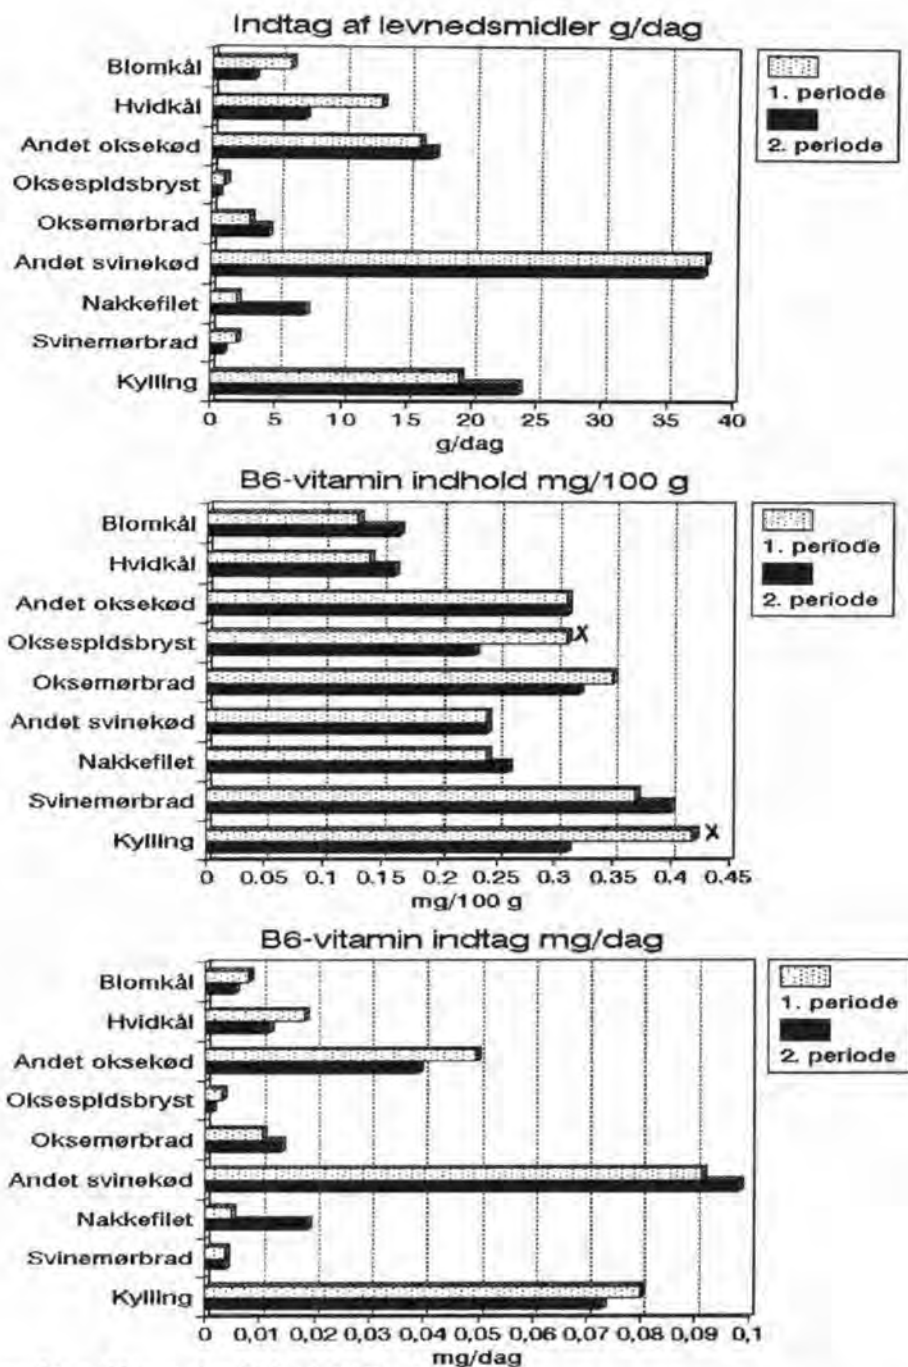 Indtag af levnedsmidler g/dag
Blomkål
Hvidkål
Andet oksekød
Oksespidsbryst
Oksemørbrad
Andet svinekød
Nakkefilet
Svinemørbrad
Kylling
0 5 10 15 20 25 30 35 40
g/dag
1. periode
2. periode
B6-vitamin indhold mg/100 g
Blomkål
Hvidkål
Andet oksekød
Oksespidsbryst X
Oksemørbrad
Andet svinekød
Nakkefilet
Svinemørbrad
Kylling X
0 0.05 0.1 0.15 0.2 0.25 0.3 0.35 0.4 0.45
mg/100 g
1. periode
2. periode
B6-vitamin indtag mg/dag
Blomkål
Hvidkål
Andet oksekød
Oksespidsbryst
Oksemørbrad
Andet svinekød
Nakkefilet
Svinemørbrad
Kylling
0 0,01 0,02 0,03 0,04 0,05 0,06 0,07 0,08 0,09 0,1
mg/dag
1. periode
2. periode